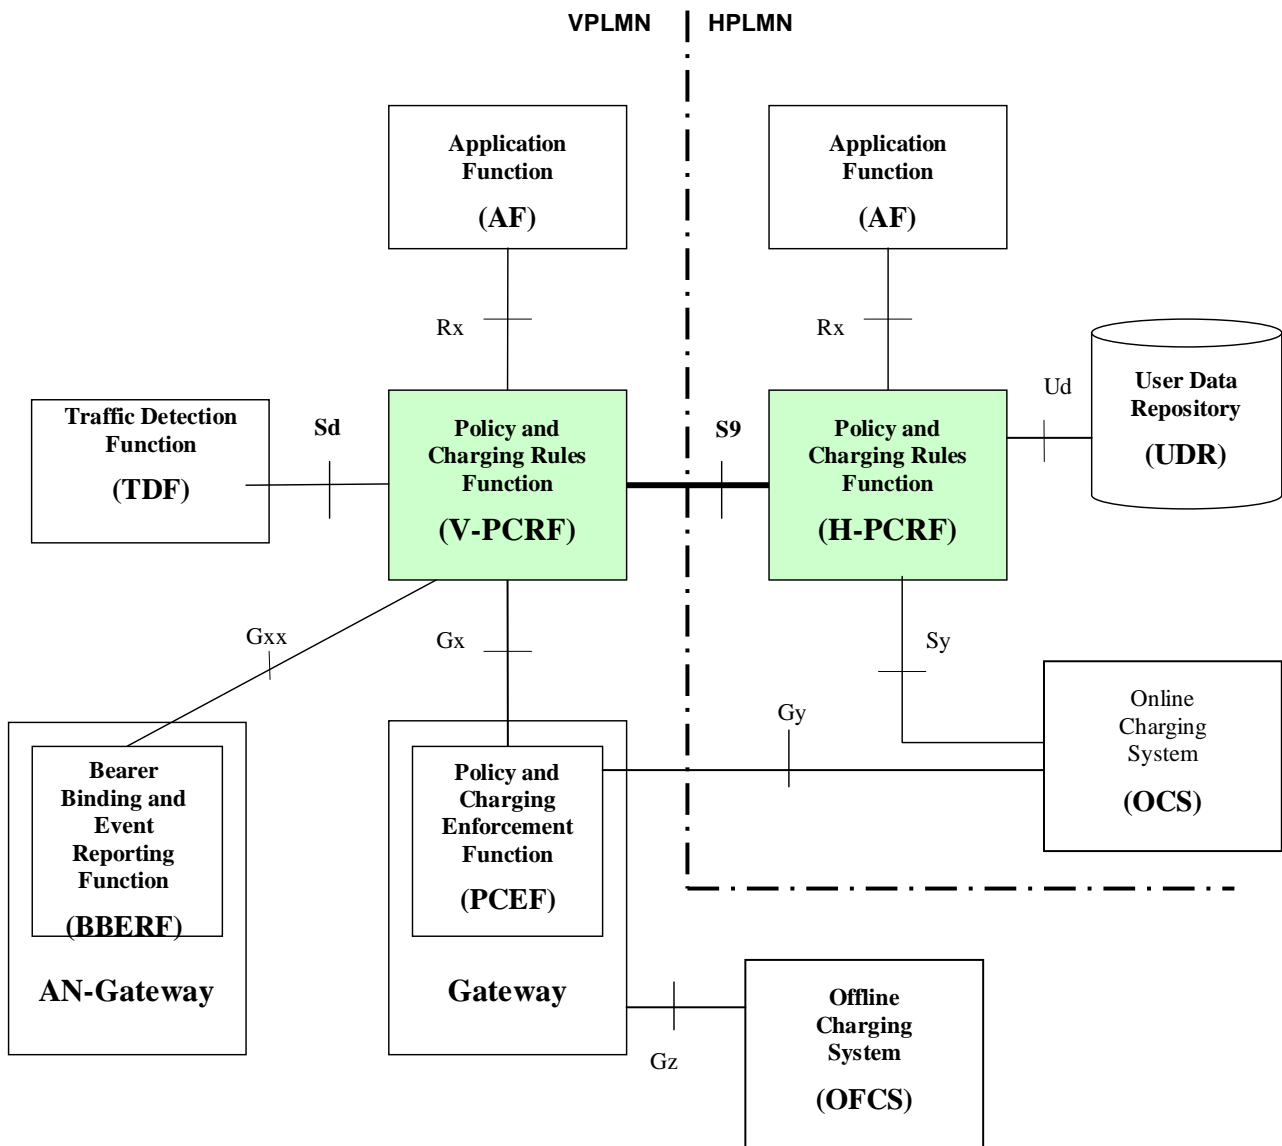 VPLMN
HPLMN
Application
Function
(AF)
Application
Function
(AF)
Rx
Rx
Traffic Detection
Function
(TDF)
Sd
Policy and
Charging Rules
Function
(V-PCRF)
S9
Policy and
Charging Rules
Function
(H-PCRF)
Ud
User Data
Repository
(UDR)
Gxx
Gx
Sy
Gy
Online
Charging
System
(OCS)
Bearer
Binding and
Event
Reporting
Function
(BBERF)
AN-Gateway
Policy and
Charging
Enforcement
Function
(PCEF)
Gateway
Gz
Offline
Charging
System
(OFCS)